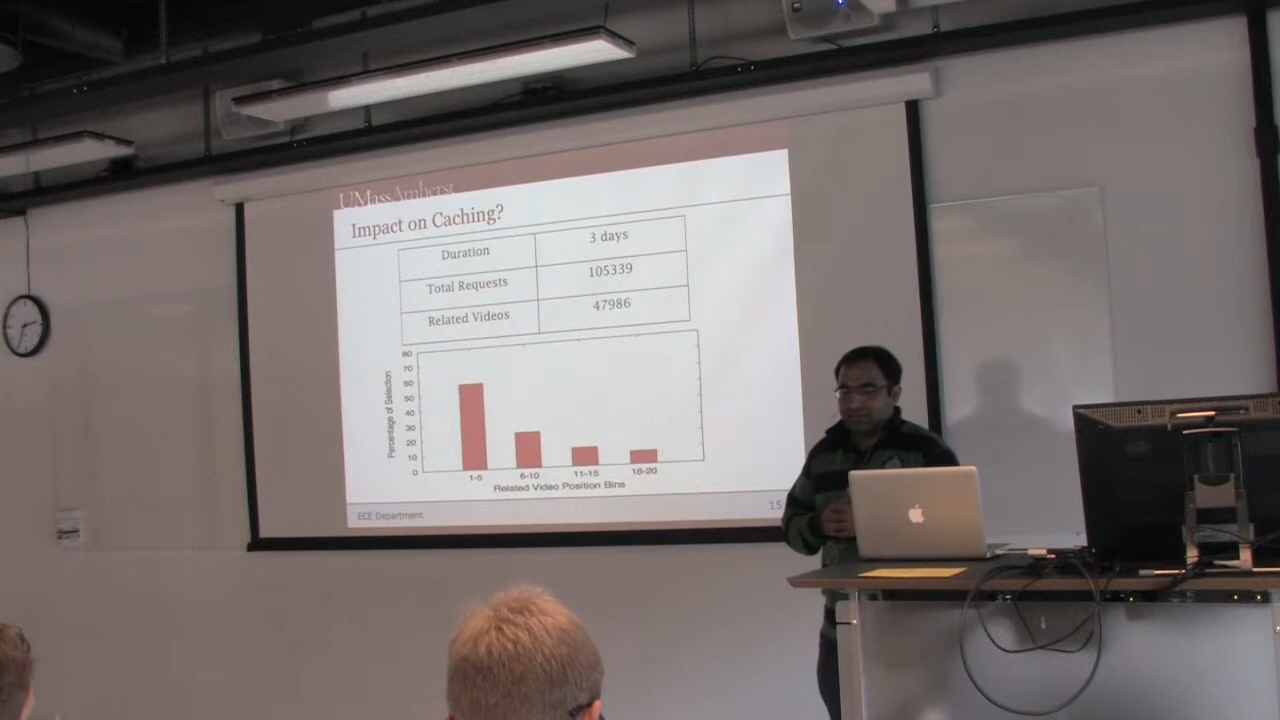 UMassAmherst
Impact on Caching?
Duration 3 days
Total Requests 105339
Related Videos 47986
80
70
60
50
40
30
20
10
0
Percentage of Selection
1-5 6-10 11-15 16-20
Related Video Position Bins
ECE Department 15